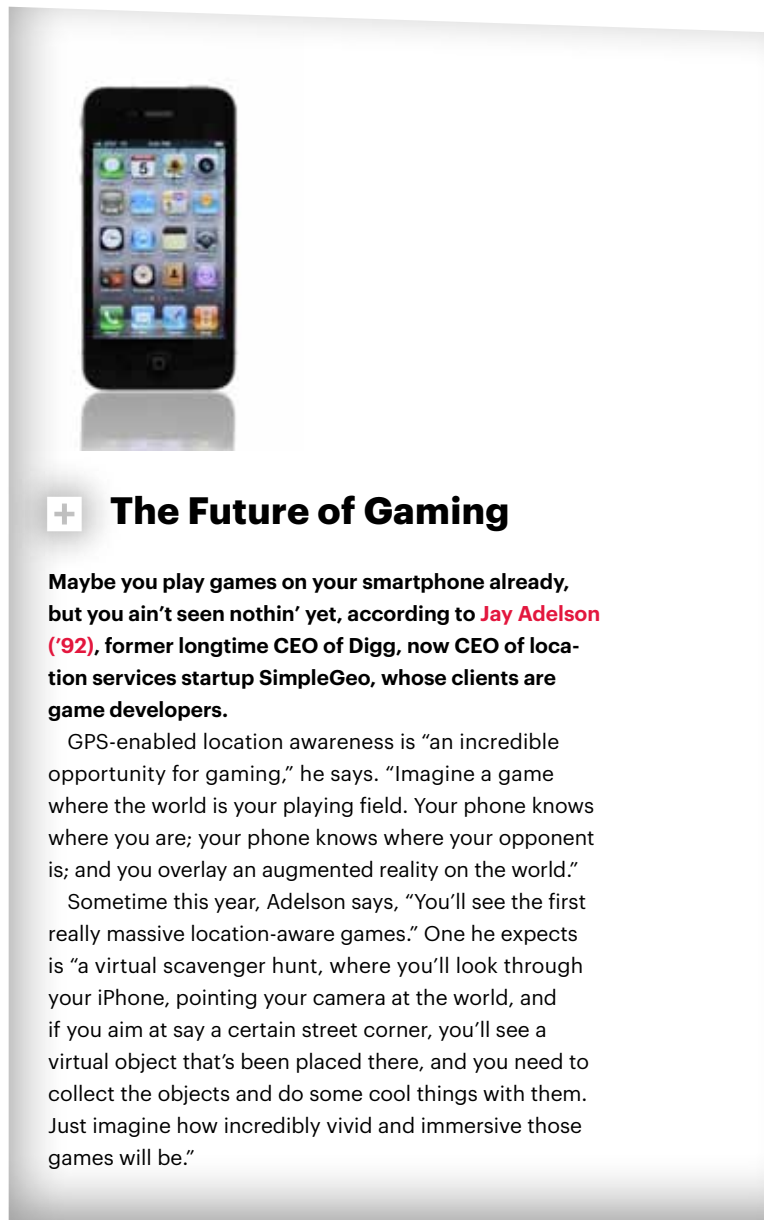 The Future of Gaming
Maybe you play games on your smartphone already,
but you ain't seen nothin' yet, according to Jay Adelson
('92), former longtime CEO of Digg, now CEO of loca-
tion services startup SimpleGeo, whose clients are
game developers.
GPS-enabled location awareness is “an incredible
opportunity for gaming,” he says. “Imagine a game
where the world is your playing field. Your phone knows
where you are; your phone knows where your opponent
is; and you overlay an augmented reality on the world.”
Sometime this year, Adelson says, “You'll see the first
really massive location-aware games.” One he expects
is “a virtual scavenger hunt, where you'll look through
your iPhone, pointing your camera at the world, and
if you aim at say a certain street corner, you'll see a
virtual object that's been placed there, and you need to
collect the objects and do some cool things with them.
Just imagine how incredibly vivid and immersive those
games will be.”